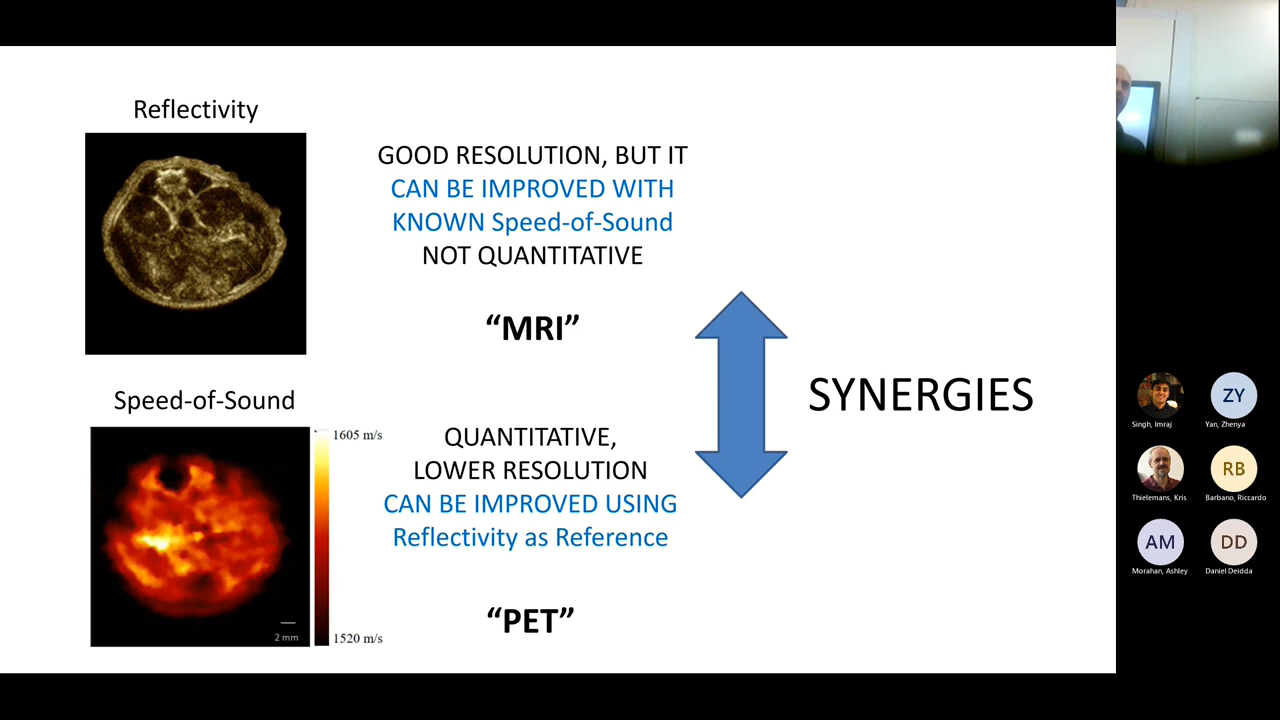 Reflectivity
GOOD RESOLUTION, BUT IT
CAN BE IMPROVED WITH
KNOWN Speed-of-Sound
NOT QUANTITATIVE
“MRI”
SYNERGIES
Speed-of-Sound
1605 m/s
QUANTITATIVE,
LOWER RESOLUTION
CAN BE IMPROVED USING
Reflectivity as Reference
“PET”
2 mm
1520 m/s
Singh, Imraj
ZY
Yan, Zhenya
Thielemans, Kris
RB
Barbano, Riccardo
AM
Morahan, Ashley
DD
Daniel Deidda